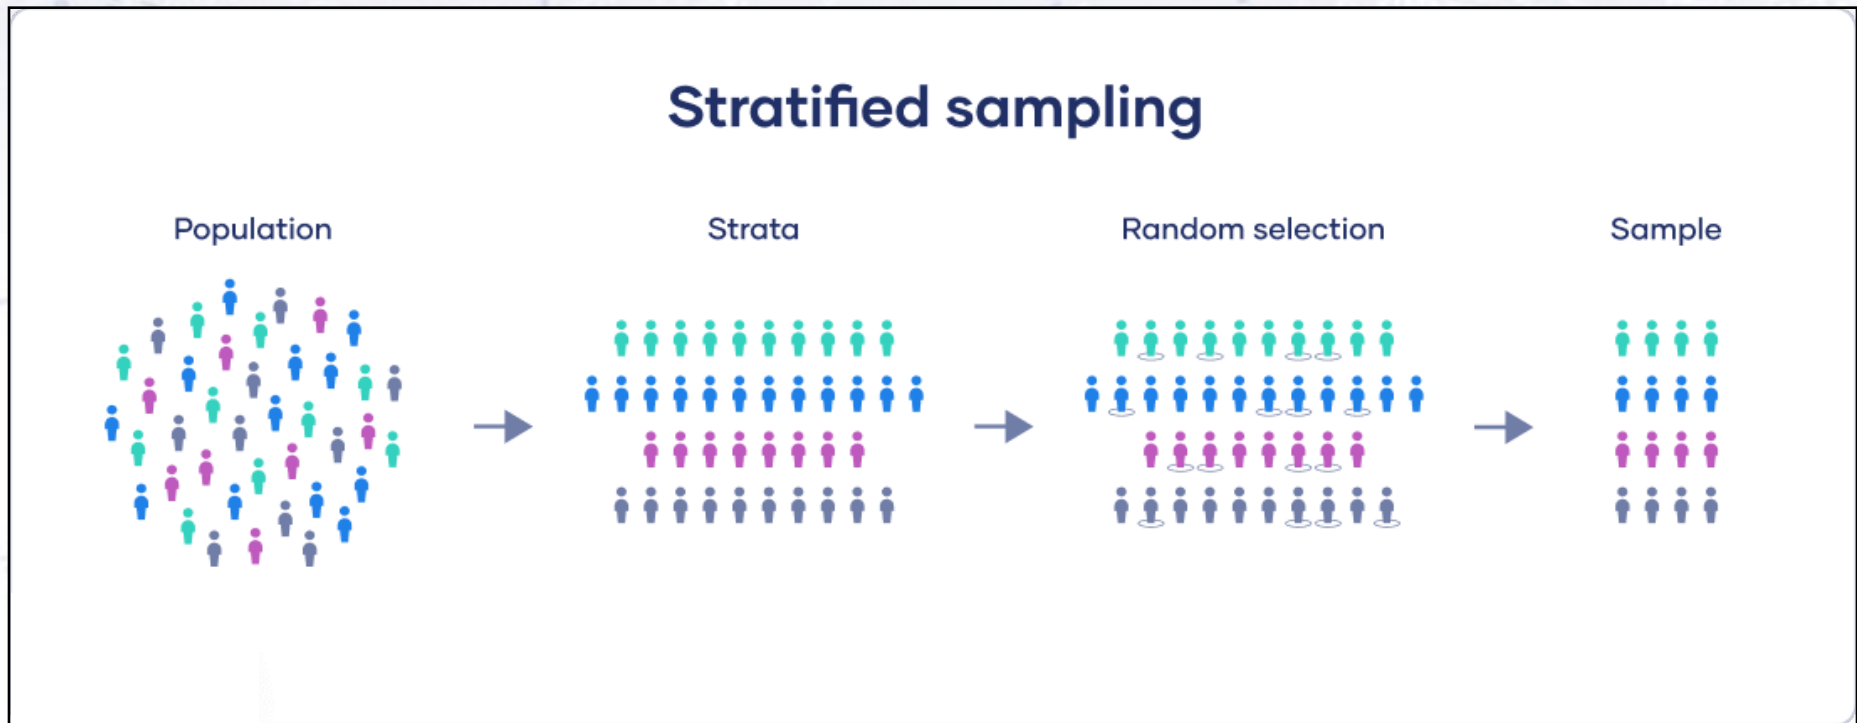 Stratified sampling
Population
Strata
Random selection
Sample